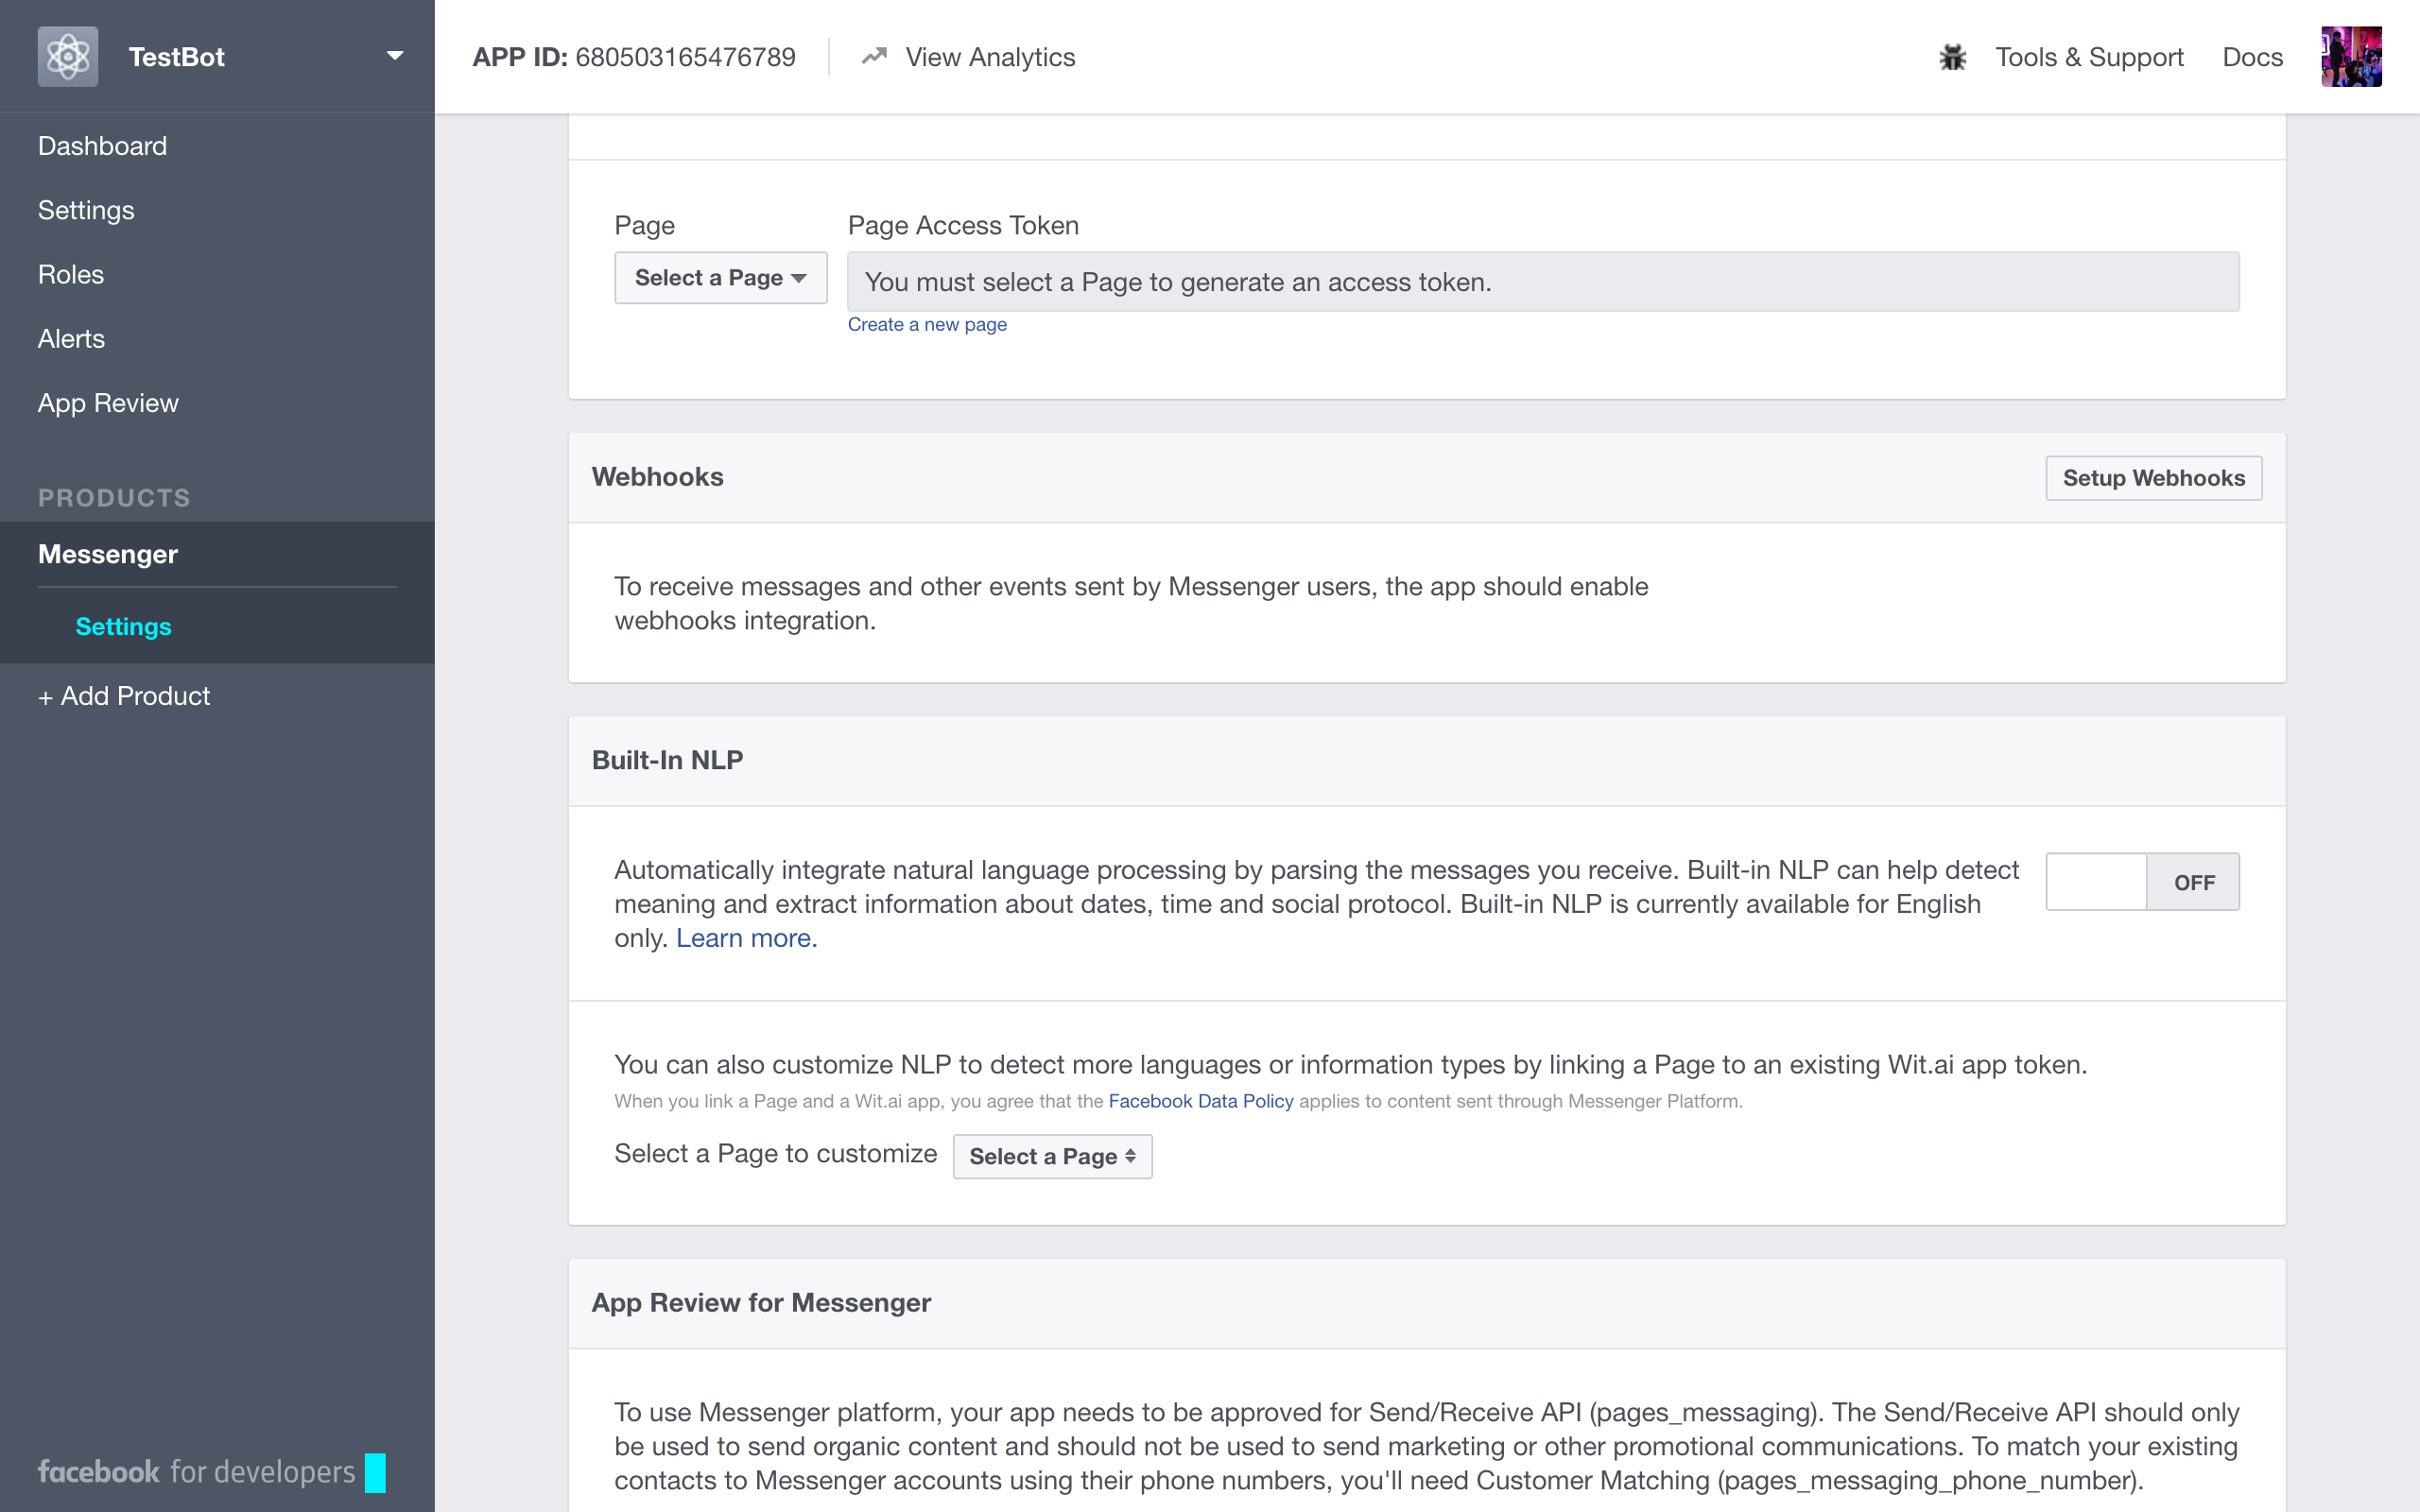 TestBot
APP ID: 680503165476789
View Analytics
Tools & Support
Docs
Dashboard
Settings
Roles
Alerts
App Review
PRODUCTS
Messenger
Settings
+ Add Product
facebook for developers
Page
Page Access Token
Select a Page
You must select a Page to generate an access token.
Create a new page
Webhooks
Setup Webhooks
To receive messages and other events sent by Messenger users, the app should enable
webhooks integration.
Built-In NLP
Automatically integrate natural language processing by parsing the messages you receive. Built-in NLP can help detect
meaning and extract information about dates, time and social protocol. Built-in NLP is currently available for English
only. Learn more.
OFF
You can also customize NLP to detect more languages or information types by linking a Page to an existing Wit.ai app token.
When you link a Page and a Wit.ai app, you agree that the Facebook Data Policy applies to content sent through Messenger Platform.
Select a Page to customize
Select a Page
App Review for Messenger
To use Messenger platform, your app needs to be approved for Send/Receive API (pages_messaging). The Send/Receive API should only
be used to send organic content and should not be used to send marketing or other promotional communications. To match your existing
contacts to Messenger accounts using their phone numbers, you'll need Customer Matching (pages_messaging_phone_number).